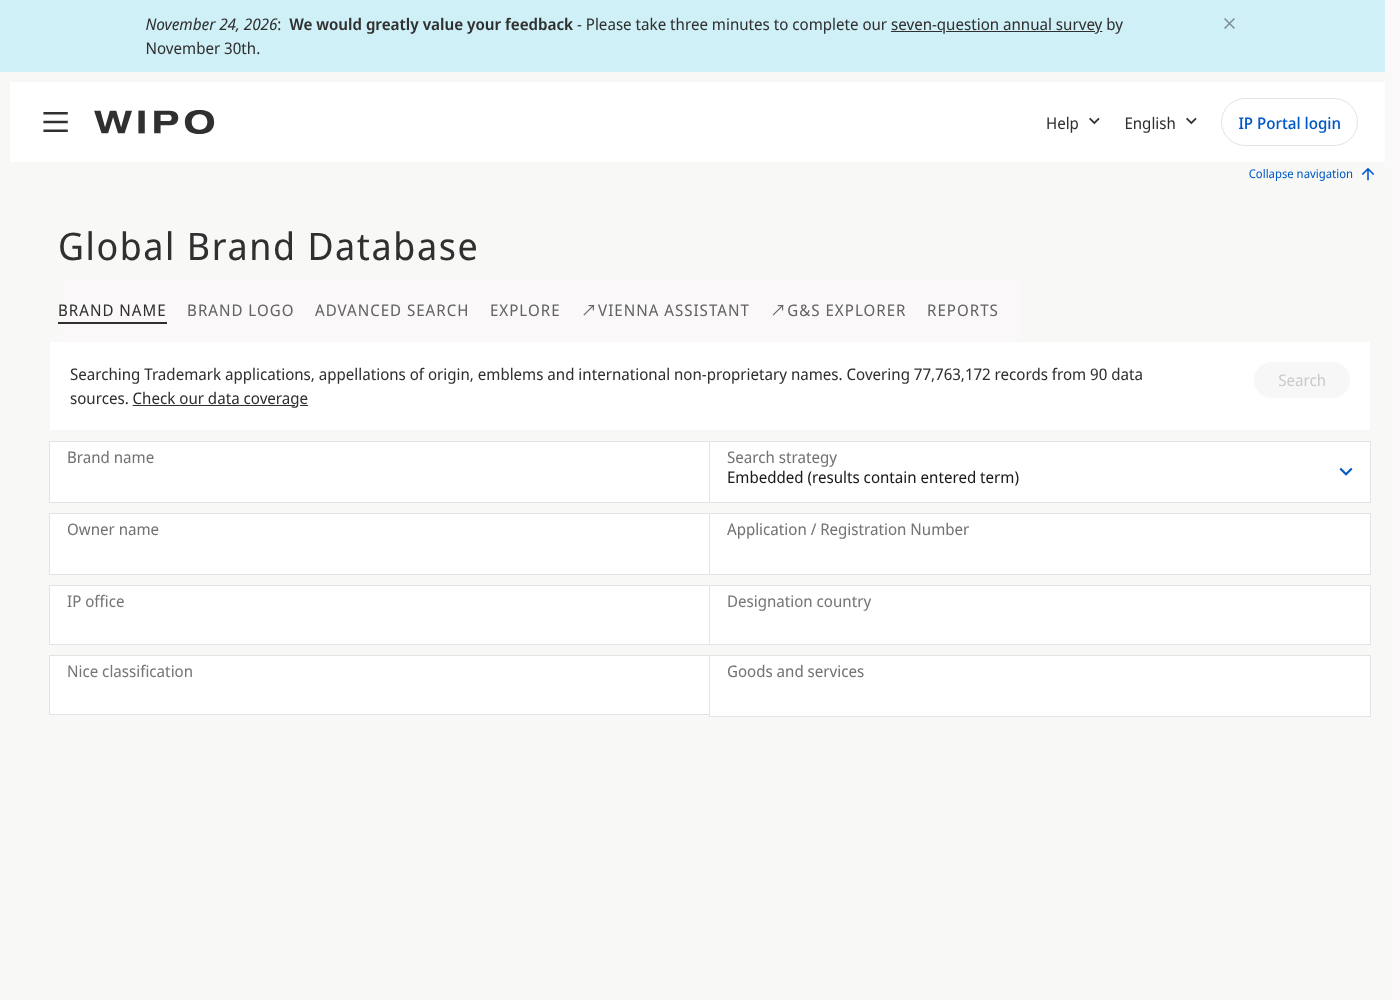 November 24, 2026:  We would greatly value your feedback - Please take three minutes to complete our seven-question annual survey by
November 30th.
WIPO
Help
English
IP Portal login
Collapse navigation
Global Brand Database
BRAND NAME
BRAND LOGO
ADVANCED SEARCH
EXPLORE
↗VIENNA ASSISTANT
↗G&S EXPLORER
REPORTS
Searching Trademark applications, appellations of origin, emblems and international non-proprietary names. Covering 77,763,172 records from 90 data
sources. Check our data coverage
Search
Brand name
Search strategy
Embedded (results contain entered term)
Owner name
Application / Registration Number
IP office
Designation country
Nice classification
Goods and services